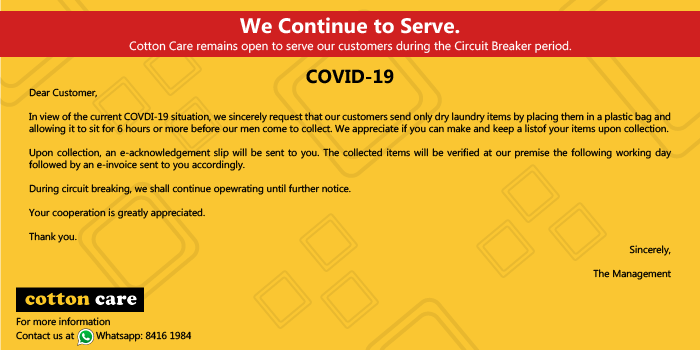 We Continue to Serve.
Cotton Care remains open to serve our customers during the Circuit Breaker period.
COVID-19
Dear Customer,
In view of the current COVDI-19 situation, we sincerely request that our customers send only dry laundry items by placing them in a plastic bag and
allowing it to sit for 6 hours or more before our men come to collect. We appreciate if you can make and keep a listof your items upon collection.
Upon collection, an e-acknowledgement slip will be sent to you. The collected items will be verified at our premise the following working day
followed by an e-invoice sent to you accordingly.
During circuit breaking, we shall continue opewrating until further notice.
Your cooperation is greatly appreciated.
Thank you.
Sincerely,
The Management
cotton care
For more information
Contact us at Whatsapp: 8416 1984